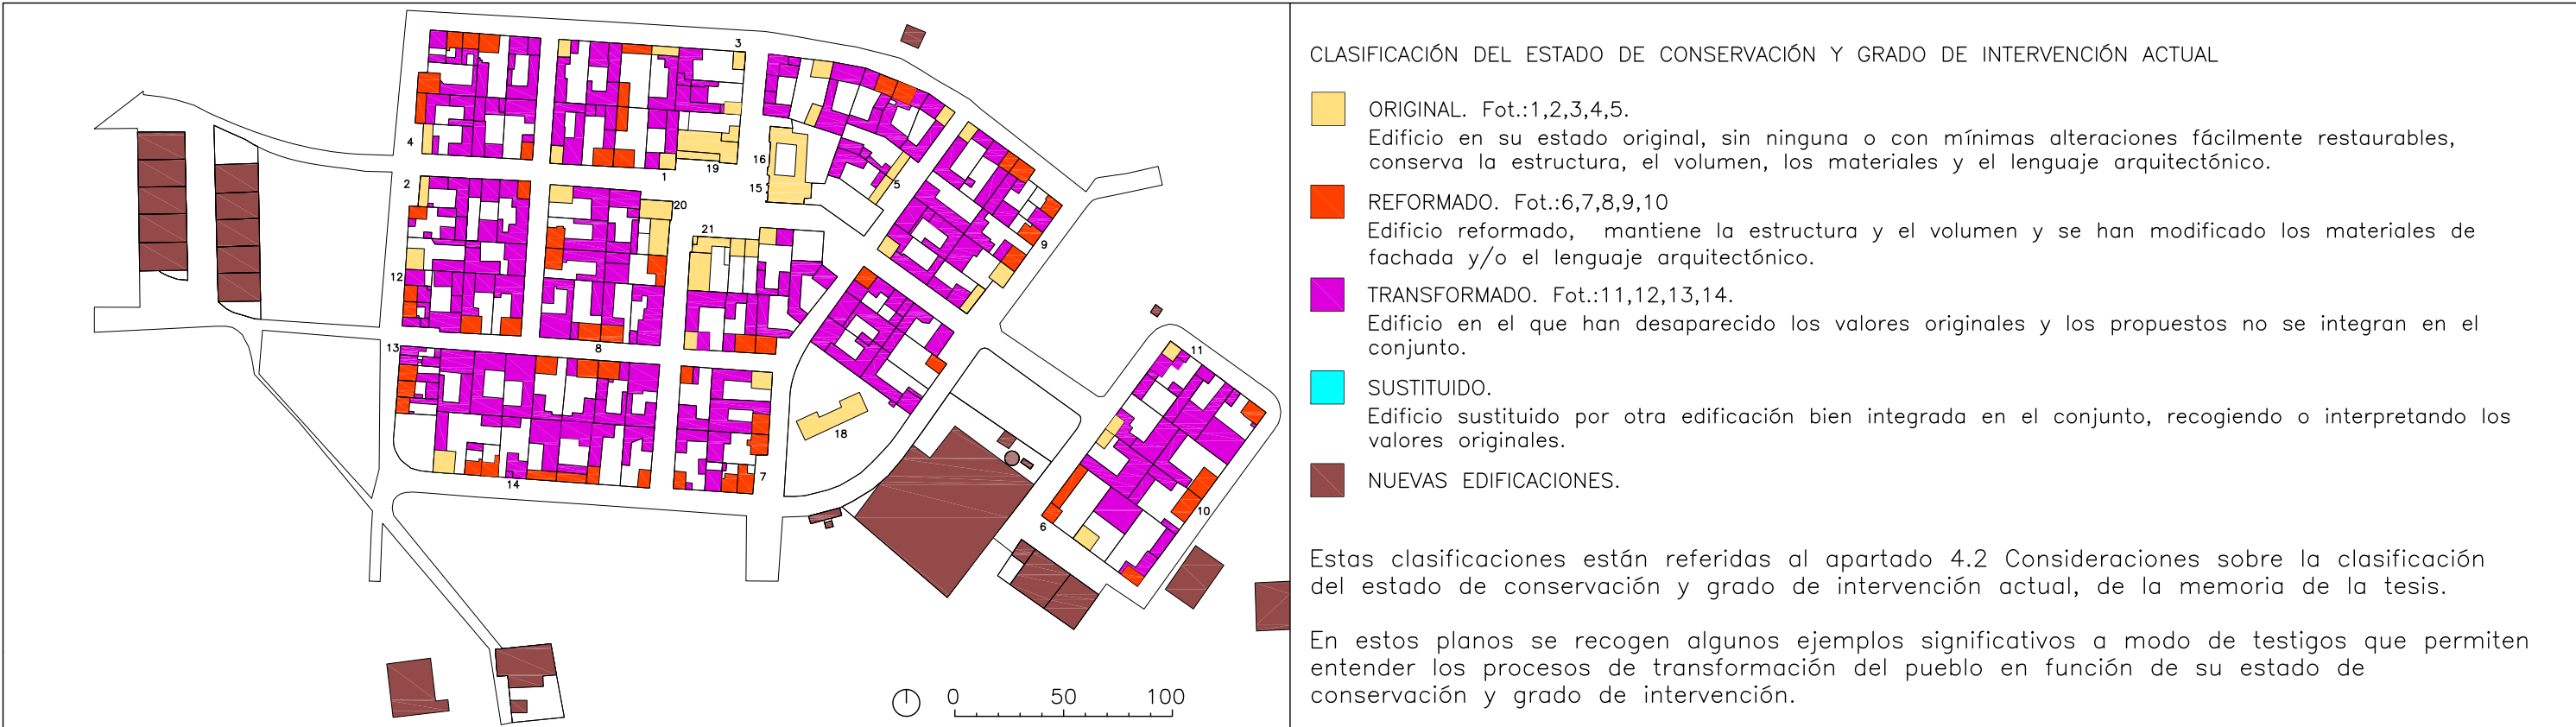 3
4
16
19
1
15
5
2
20
21
9
12
13
8
11
18
7
14
6
10
0 50 100
CLASIFICACIÓN DEL ESTADO DE CONSERVACIÓN Y GRADO DE INTERVENCIÓN ACTUAL
ORIGINAL. Fot.:1,2,3,4,5.
Edificio en su estado original, sin ninguna o con mínimas alteraciones fácilmente restaurables,
conserva la estructura, el volumen, los materiales y el lenguaje arquitectónico.
REFORMADO. Fot.:6,7,8,9,10
Edificio reformado, mantiene la estructura y el volumen y se han modificado los materiales de
fachada y/o el lenguaje arquitectónico.
TRANSFORMADO. Fot.:11,12,13,14.
Edificio en el que han desaparecido los valores originales y los propuestos no se integran en el
conjunto.
SUSTITUIDO.
Edificio sustituido por otra edificación bien integrada en el conjunto, recogiendo o interpretando los
valores originales.
NUEVAS EDIFICACIONES.
Estas clasificaciones están referidas al apartado 4.2 Consideraciones sobre la clasificación
del estado de conservación y grado de intervención actual, de la memoria de la tesis.
En estos planos se recogen algunos ejemplos significativos a modo de testigos que permiten
entender los procesos de transformación del pueblo en función de su estado de
conservación y grado de intervención.